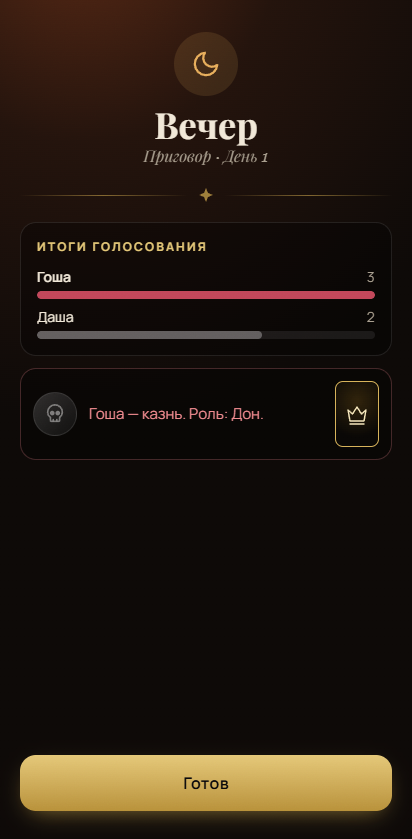 Вечер
Приговор · День 1
ИТОГИ ГОЛОСОВАНИЯ
Гоша 3
Даша 2
Гоша — казнь. Роль: Дон.
Готов